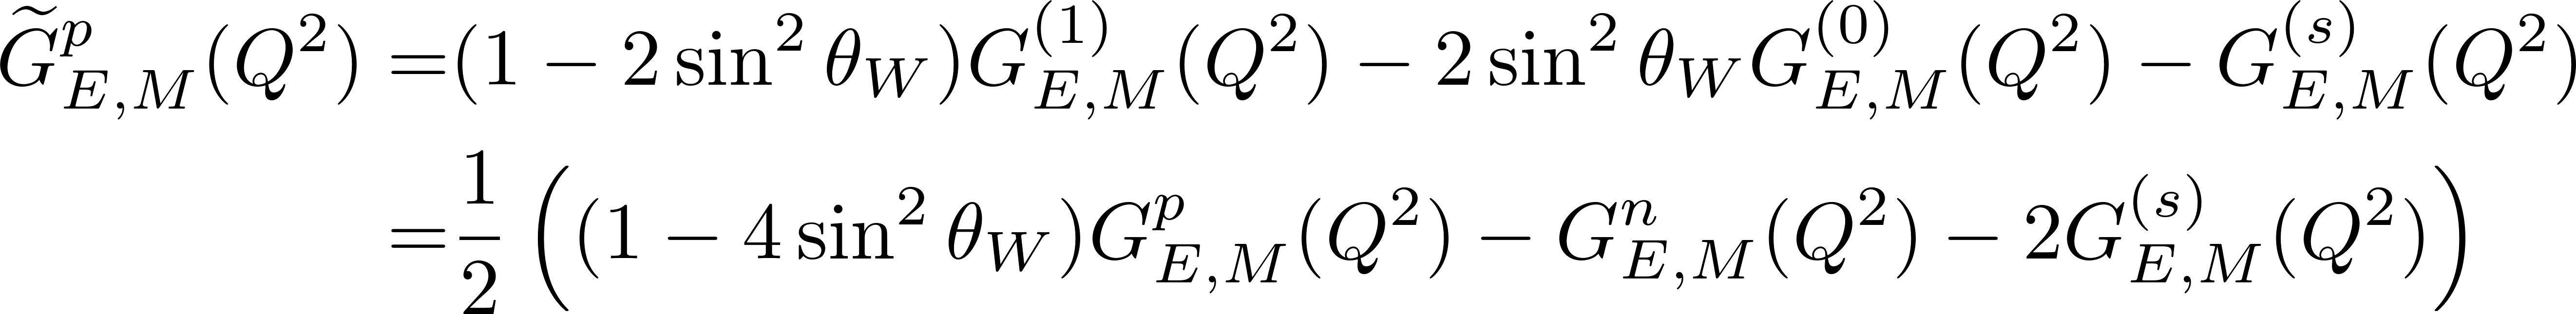 \widetilde{G}^{p}_{E,M}(Q^2) = (1 - 2\sin^2\theta_W)G^{(1)}_{E,M}(Q^2) - 2\sin^2\theta_W G^{(0)}_{E,M}(Q^2) - G^{(s)}_{E,M}(Q^2)
= \frac{1}{2}\left((1 - 4\sin^2\theta_W)G^{p}_{E,M}(Q^2) - G^{n}_{E,M}(Q^2) - 2G^{(s)}_{E,M}(Q^2)\right)